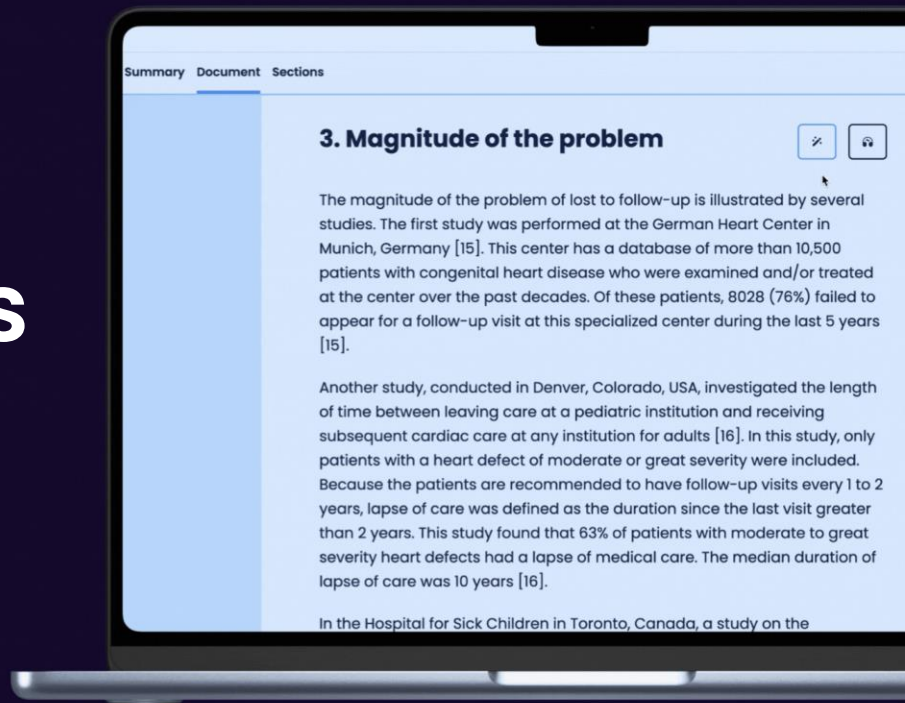 Summary Document Sections
3. Magnitude of the problem
The magnitude of the problem of lost to follow-up is illustrated by several
studies. The first study was performed at the German Heart Center in
Munich, Germany [15]. This center has a database of more than 10,500
patients with congenital heart disease who were examined and/or treated
at the center over the past decades. Of these patients, 8028 (76%) failed to
appear for a follow-up visit at this specialized center during the last 5 years
[15].
Another study, conducted in Denver, Colorado, USA, investigated the length
of time between leaving care at a pediatric institution and receiving
subsequent cardiac care at any institution for adults [16]. In this study, only
patients with a heart defect of moderate or great severity were included.
Because the patients are recommended to have follow-up visits every 1 to 2
years, lapse of care was defined as the duration since the last visit greater
than 2 years. This study found that 63% of patients with moderate to great
severity heart defects had a lapse of medical care. The median duration of
lapse of care was 10 years [16].
In the Hospital for Sick Children in Toronto, Canada, a study on the